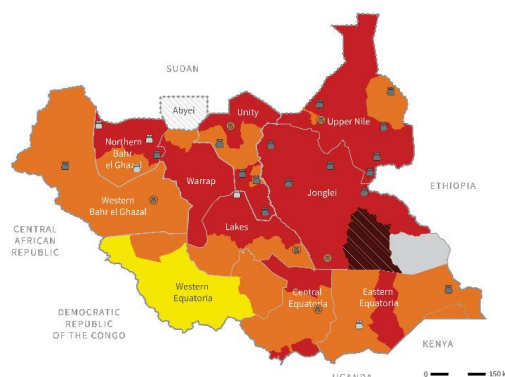 SUDAN
Abyei
Unity
Upper Nile
Northern
Bahr
el Ghazal
Warrap
Jonglei
ETHIOPIA
Western
Bahr el Ghazal
Lakes
CENTRAL
AFRICAN
REPUBLIC
Western
Equatoria
Central
Equatoria
Eastern
Equatoria
DEMOCRATIC
REPUBLIC
OF THE CONGO
KENYA
UGANDA
0
150 k